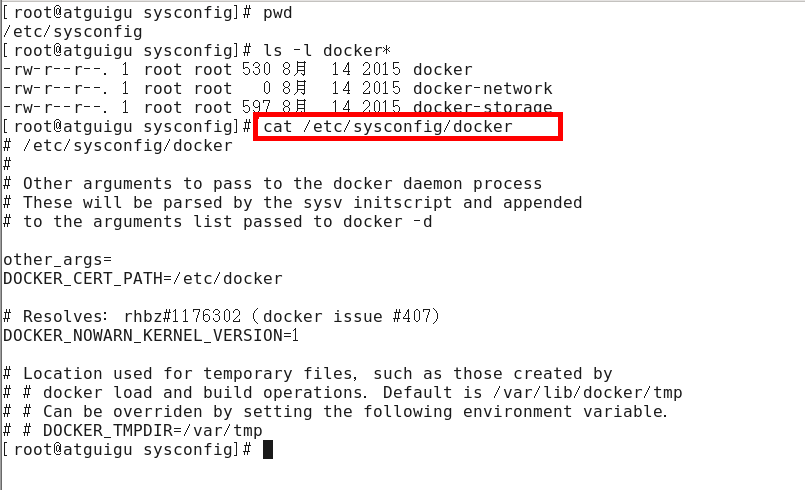 [root@atguigu sysconfig]# pwd
/etc/sysconfig
[root@atguigu sysconfig]# ls -l docker*
-rw-r--r--. 1 root root 530 8月  14 2015 docker
-rw-r--r--. 1 root root   0 8月  14 2015 docker-network
-rw-r--r--. 1 root root 597 8月  14 2015 docker-storage
[root@atguigu sysconfig]# cat /etc/sysconfig/docker
# /etc/sysconfig/docker
#
# Other arguments to pass to the docker daemon process
# These will be parsed by the sysv initscript and appended
# to the arguments list passed to docker -d

other_args=
DOCKER_CERT_PATH=/etc/docker

# Resolves: rhbz#1176302 (docker issue #407)
DOCKER_NOWARN_KERNEL_VERSION=1

# Location used for temporary files, such as those created by
# # docker load and build operations. Default is /var/lib/docker/tmp
# # Can be overriden by setting the following environment variable.
# # DOCKER_TMPDIR=/var/tmp
[root@atguigu sysconfig]#